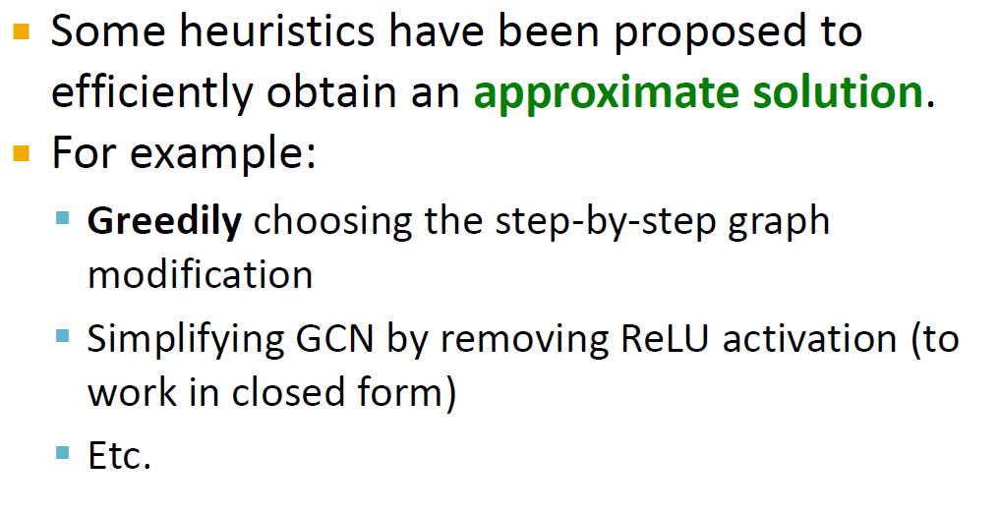 Some heuristics have been proposed to
efficiently obtain an approximate solution.
For example:
Greedily choosing the step-by-step graph
modification
Simplifying GCN by removing ReLU activation (to
work in closed form)
Etc.